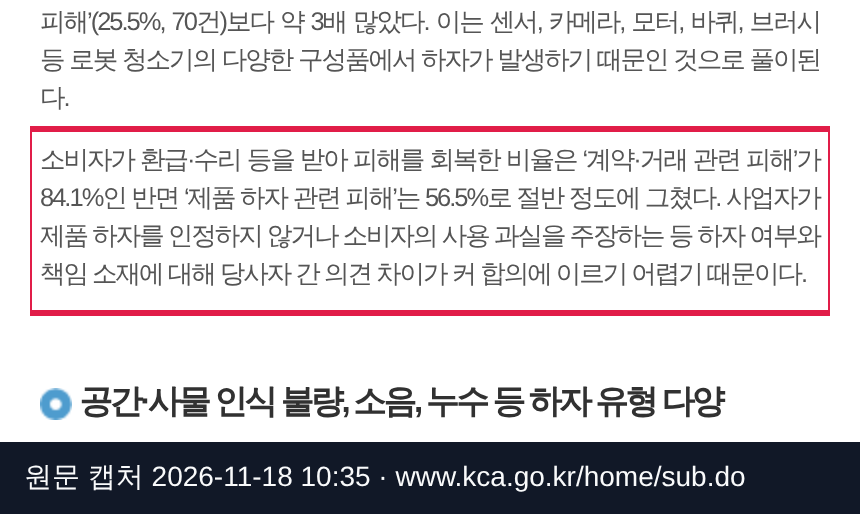 피해’(25.5%, 70건)보다 약 3배 많았다. 이는 센서, 카메라, 모터, 바퀴, 브러시
등 로봇 청소기의 다양한 구성품에서 하자가 발생하기 때문인 것으로 풀이된
다.
소비자가 환급·수리 등을 받아 피해를 회복한 비율은 ‘계약·거래 관련 피해’가
84.1%인 반면 ‘제품 하자 관련 피해’는 56.5%로 절반 정도에 그쳤다. 사업자가
제품 하자를 인정하지 않거나 소비자의 사용 과실을 주장하는 등 하자 여부와
책임 소재에 대해 당사자 간 의견 차이가 커 합의에 이르기 어렵기 때문이다.
공간·사물 인식 불량, 소음, 누수 등 하자 유형 다양
원문 캡처 2026-11-18 10:35 · www.kca.go.kr/home/sub.do